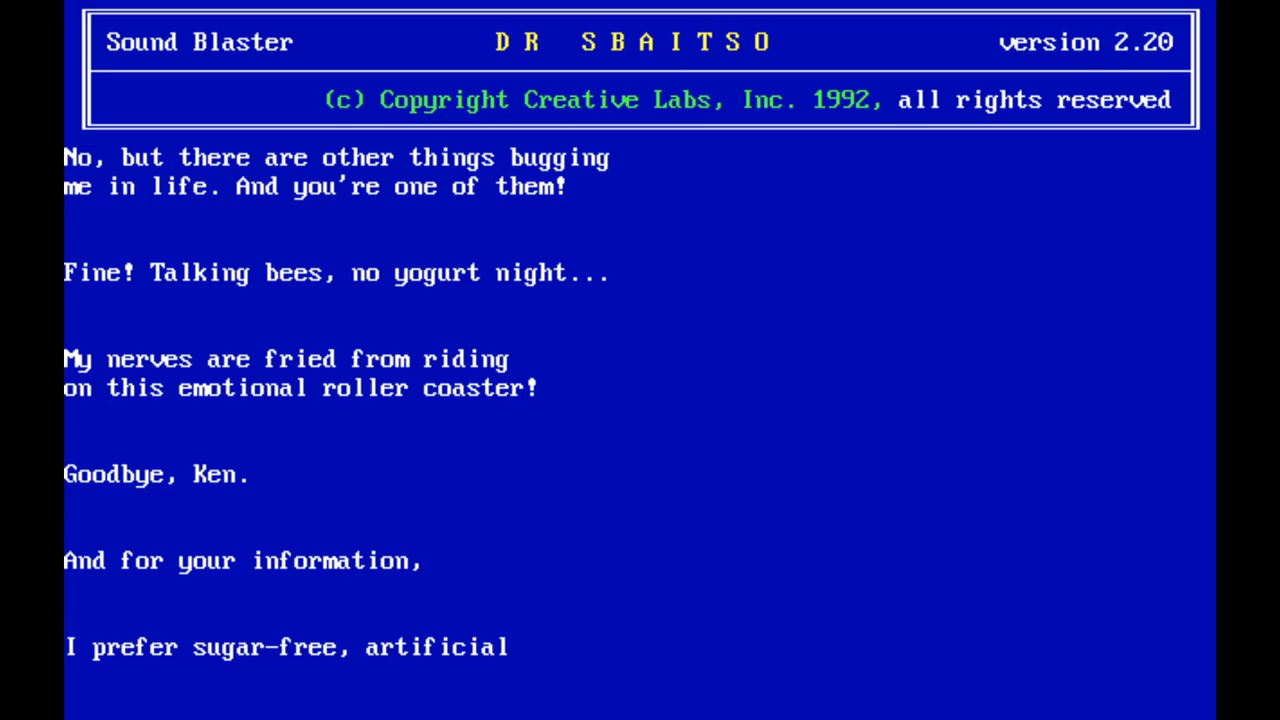 Sound Blaster D R S B A I T S O version 2.20
(c) Copyright Creative Labs, Inc. 1992, all rights reserved
No, but there are other things bugging
me in life. And you're one of them!
Fine! Talking bees, no yogurt night...
My nerves are fried from riding
on this emotional roller coaster!
Goodbye, Ken.
And for your information,
I prefer sugar-free, artificial